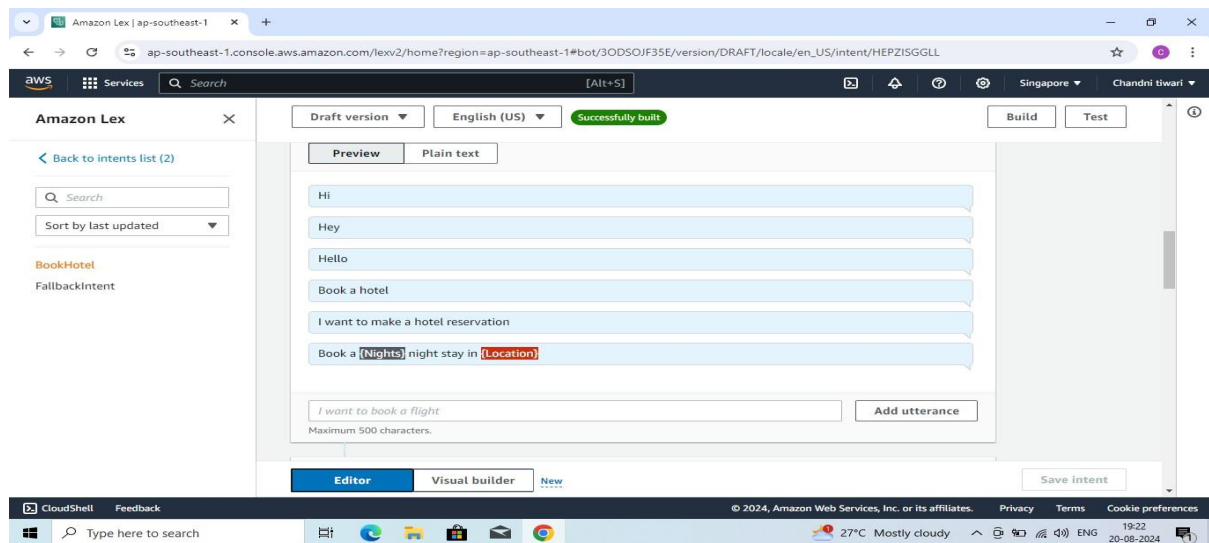 Amazon Lex | ap-southeast-1
ap-southeast-1.console.aws.amazon.com/lexv2/home?region=ap-southeast-1#bot/3ODSOJF35E/version/DRAFT/locale/en_US/intent/HEPZISGGLL
aws Services Search [Alt+S] Singapore Chandni tiwari
Amazon Lex
Draft version English (US) Successfully built Build Test
Back to intents list (2)
Search
Sort by last updated
BookHotel
FallbackIntent
Preview Plain text
Hi
Hey
Hello
Book a hotel
I want to make a hotel reservation
Book a {Nights} night stay in {Location}
I want to book a flight Add utterance
Maximum 500 characters.
Editor Visual builder New Save intent
CloudShell Feedback © 2024, Amazon Web Services, Inc. or its affiliates. Privacy Terms Cookie preferences
Type here to search 27°C Mostly cloudy ENG 19:22
20-08-2024